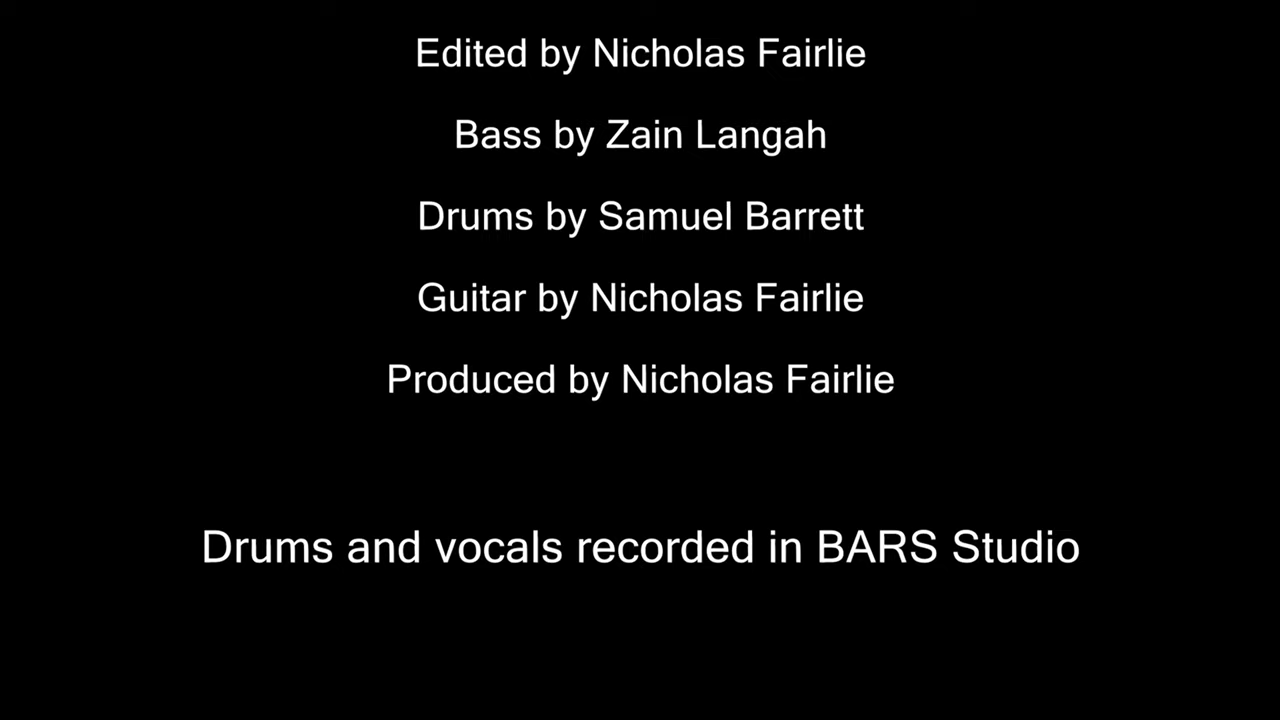 Edited by Nicholas Fairlie
Bass by Zain Langah
Drums by Samuel Barrett
Guitar by Nicholas Fairlie
Produced by Nicholas Fairlie
Drums and vocals recorded in BARS Studio